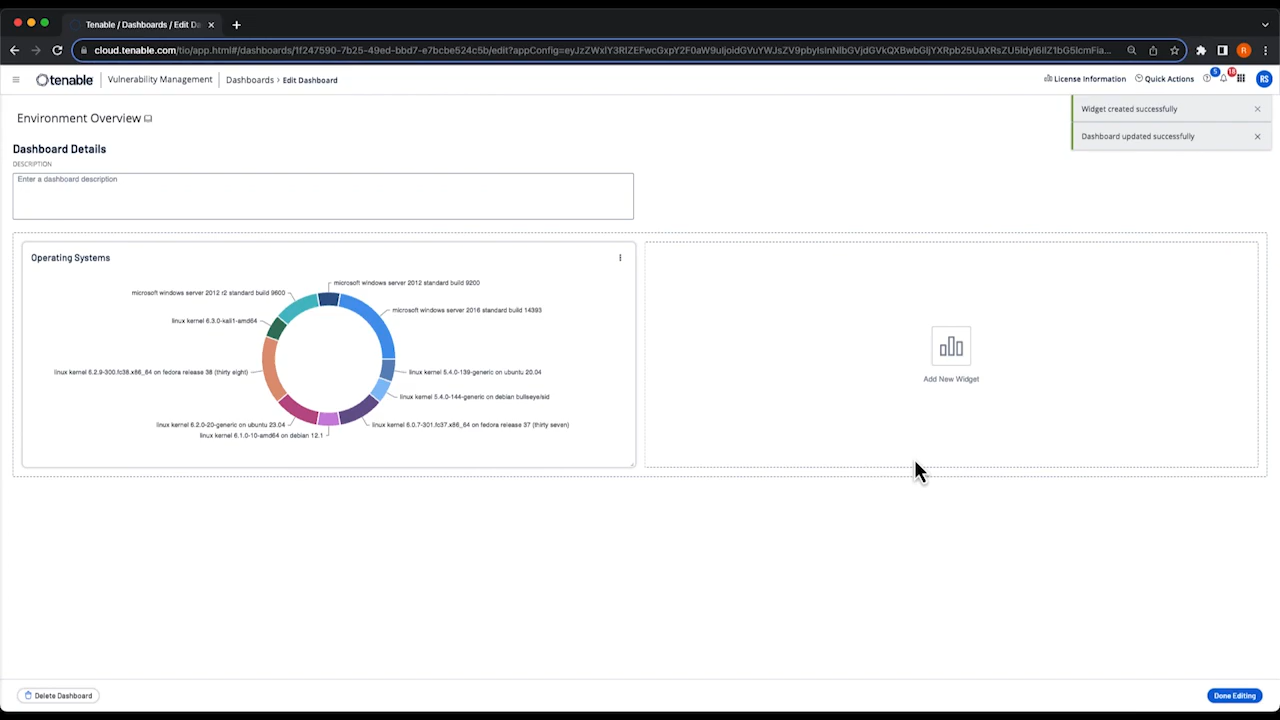 Tenable / Dashboards / Edit Da
cloud.tenable.com/tio/app.html#/dashboards/1f247590-7b25-49ed-bbd7-e7bcbe524c5b/edit?appConfig=
tenable
Vulnerability Management
Dashboards > Edit Dashboard
License Information
Quick Actions
5
18
RS
R
Environment Overview
Widget created successfully
Dashboard updated successfully
Dashboard Details
DESCRIPTION
Enter a dashboard description
Operating Systems
microsoft windows server 2012 standard build 9200
microsoft windows server 2012 r2 standard build 9600
microsoft windows server 2016 standard build 14393
linux kernel 6.3.0-kali1-amd64
linux kernel 6.2.9-300.fc38.x86_64 on fedora release 38 (thirty eight)
linux kernel 5.4.0-139-generic on ubuntu 20.04
linux kernel 5.4.0-144-generic on debian bullseye/sid
linux kernel 6.2.0-20-generic on ubuntu 23.04
linux kernel 6.0.7-301.fc37.x86_64 on fedora release 37 (thirty seven)
linux kernel 6.1.0-10-amd64 on debian 12.1
Add New Widget
Delete Dashboard
Done Editing